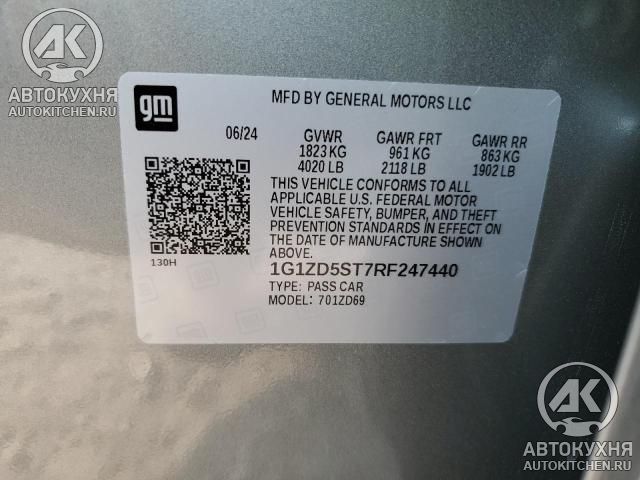 AK
АВТОКУХНЯ
AUTOKITCHEN.RU
gm
MFD BY GENERAL MOTORS LLC
06/24 GVWR GAWR FRT GAWR RR
1823 KG 961 KG 863 KG
4020 LB 2118 LB 1902 LB
THIS VEHICLE CONFORMS TO ALL
APPLICABLE U.S. FEDERAL MOTOR
VEHICLE SAFETY, BUMPER, AND THEFT
PREVENTION STANDARDS IN EFFECT ON
THE DATE OF MANUFACTURE SHOWN
ABOVE.
130H
1G1ZD5ST7RF247440
TYPE: PASS CAR
MODEL: 701ZD69
AK
АВТОКУХНЯ
AUTOKITCHEN.RU